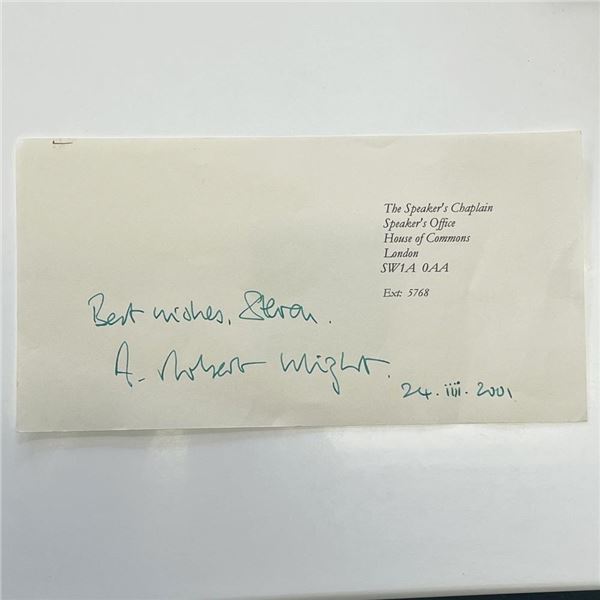 The Speaker's Chaplain
Speaker's Office
House of Commons
London
SW1A 0AA
Ext: 5768
Best wishes, Steven.
A. Robert Wright.
24.iiii.2001